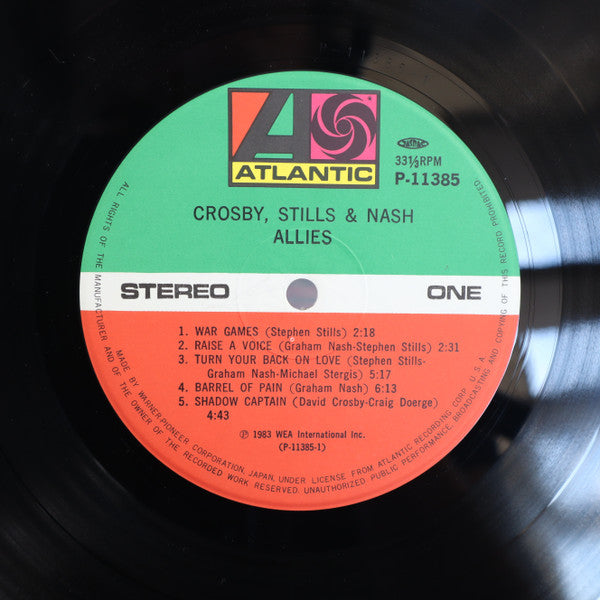 ATLANTIC
JASRAC
33⅓RPM
P-11385
CROSBY, STILLS & NASH
ALLIES
STEREO
ONE
1. WAR GAMES (Stephen Stills) 2:18
2. RAISE A VOICE (Graham Nash-Stephen Stills) 2:31
3. TURN YOUR BACK ON LOVE (Stephen Stills-
Graham Nash-Michael Stergis) 5:17
4. BARREL OF PAIN (Graham Nash) 6:13
5. SHADOW CAPTAIN (David Crosby-Craig Doerge)
4:43
Ⓟ 1983 WEA International Inc.
(P-11385-1)
ALL RIGHTS OF THE MANUFACTURER AND OF THE OWNER OF THE RECORDED WORK RESERVED. UNAUTHORIZED PUBLIC PERFORMANCE, BROADCASTING AND COPYING OF THIS RECORD PROHIBITED
MADE BY WARNER-PIONEER CORPORATION, JAPAN, UNDER LICENSE FROM ATLANTIC RECORDING CORP. U.S.A.